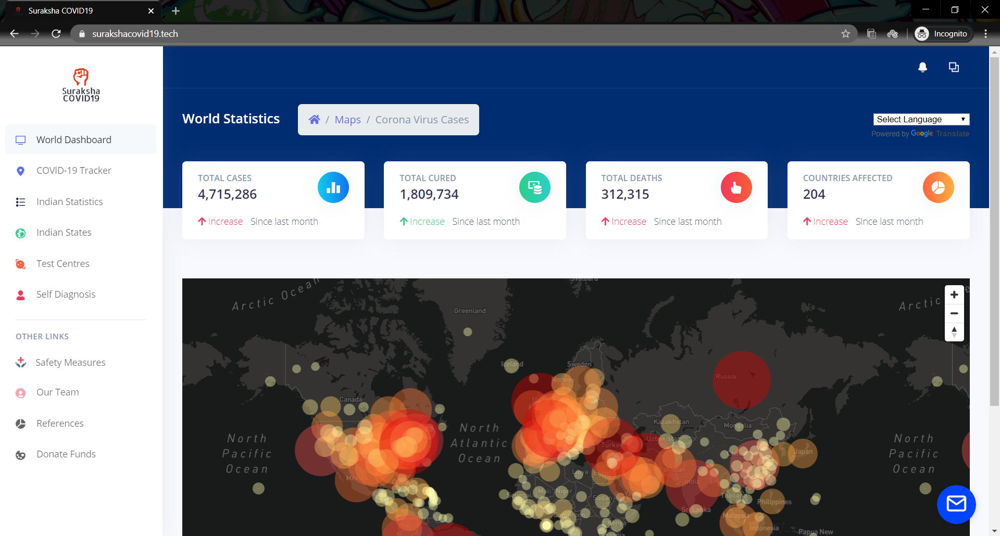 Suraksha COVID19
surakshacovid19.tech
Incognito
Suraksha
COVID19
World Dashboard
COVID-19 Tracker
Indian Statistics
Indian States
Test Centres
Self Diagnosis
OTHER LINKS
Safety Measures
Our Team
References
Donate Funds
World Statistics
/ Maps / Corona Virus Cases
Select Language
Powered by Google Translate
TOTAL CASES
4,715,286
Increase Since last month
TOTAL CURED
1,809,734
Increase Since last month
TOTAL DEATHS
312,315
Increase Since last month
COUNTRIES AFFECTED
204
Increase Since last month
Svalbard
Arctic Ocean
Arctic
Greenland
Iceland
Sweden
Norway
Russia
Canada
Kazakhstan
Mongolia
North
Pacific
Ocean
North
Atlantic
Ocean
North
Pacific
Ocean
Uzbekistan
Turkey
Japan
Pakistan
India
Mexico
Cuba
Libya
Egypt
Mali
Niger
Senegal
Sudan
Thailand
Philippines
Sri Lanka
Cameroon
Malaysia
Colombia
Kenya
Indonesia
Tanzania
Papua New